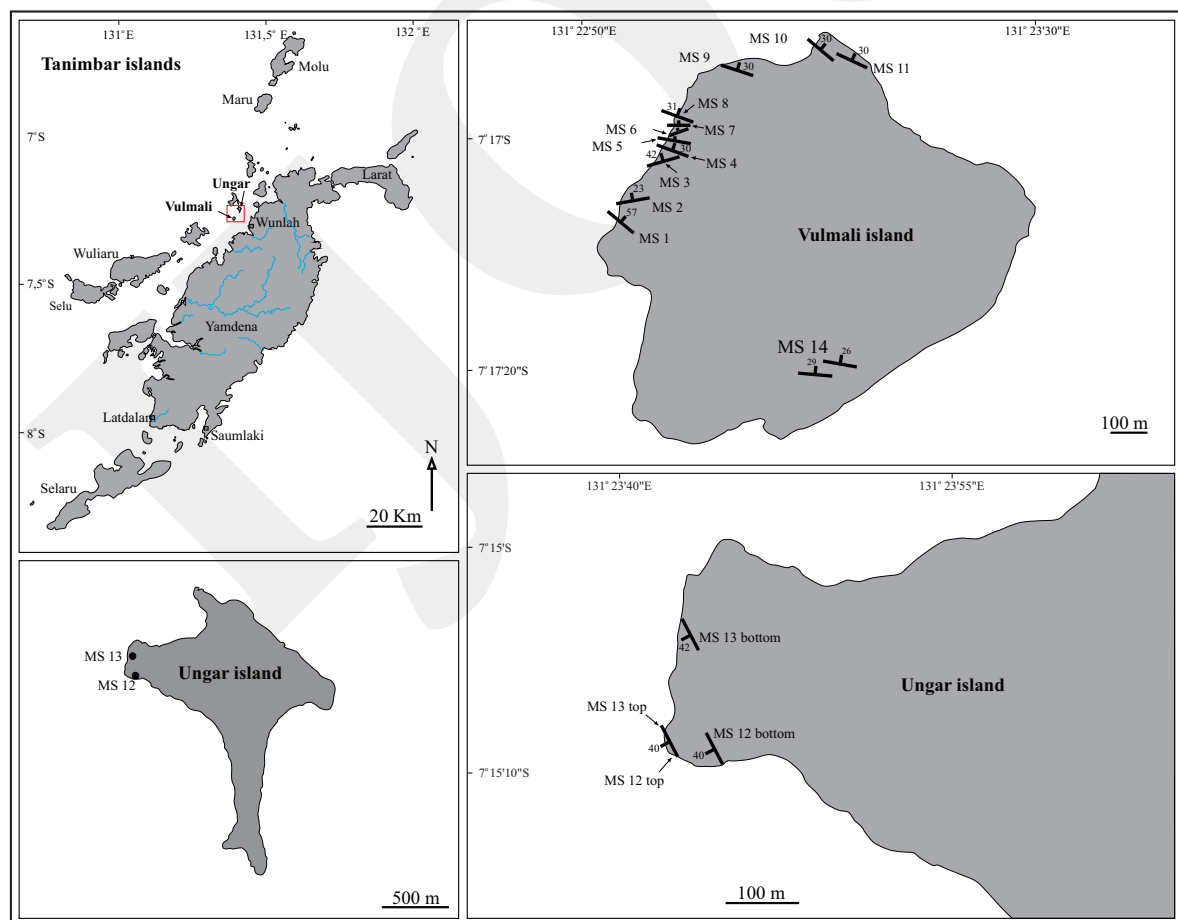 131˚E
131,5˚E
132 ˚E
Tanimbar islands
Molu
Maru
7˚S
Larat
Ungar
Vulmali
Wunlah
Wuliaru
7,5˚S
Selu
Yamdena
Latdalam
Saumlaki
8˚S
N
Selaru
20 Km
131˚22'50"E
131˚23'30"E
MS 10
30
30
MS 9
MS 11
30
31
MS 8
7˚17'S
MS 6
MS 7
MS 5
30
MS 4
42
MS 3
23
MS 2
57
MS 1
Vulmali island
MS 14
26
29
7˚17'20"S
100 m
MS 13
MS 12
Ungar island
500 m
131˚23'40"E
131˚23'55"E
7˚15'S
MS 13 bottom
42
Ungar island
MS 13 top
MS 12 bottom
40
40
MS 12 top
7˚15'10"S
100 m